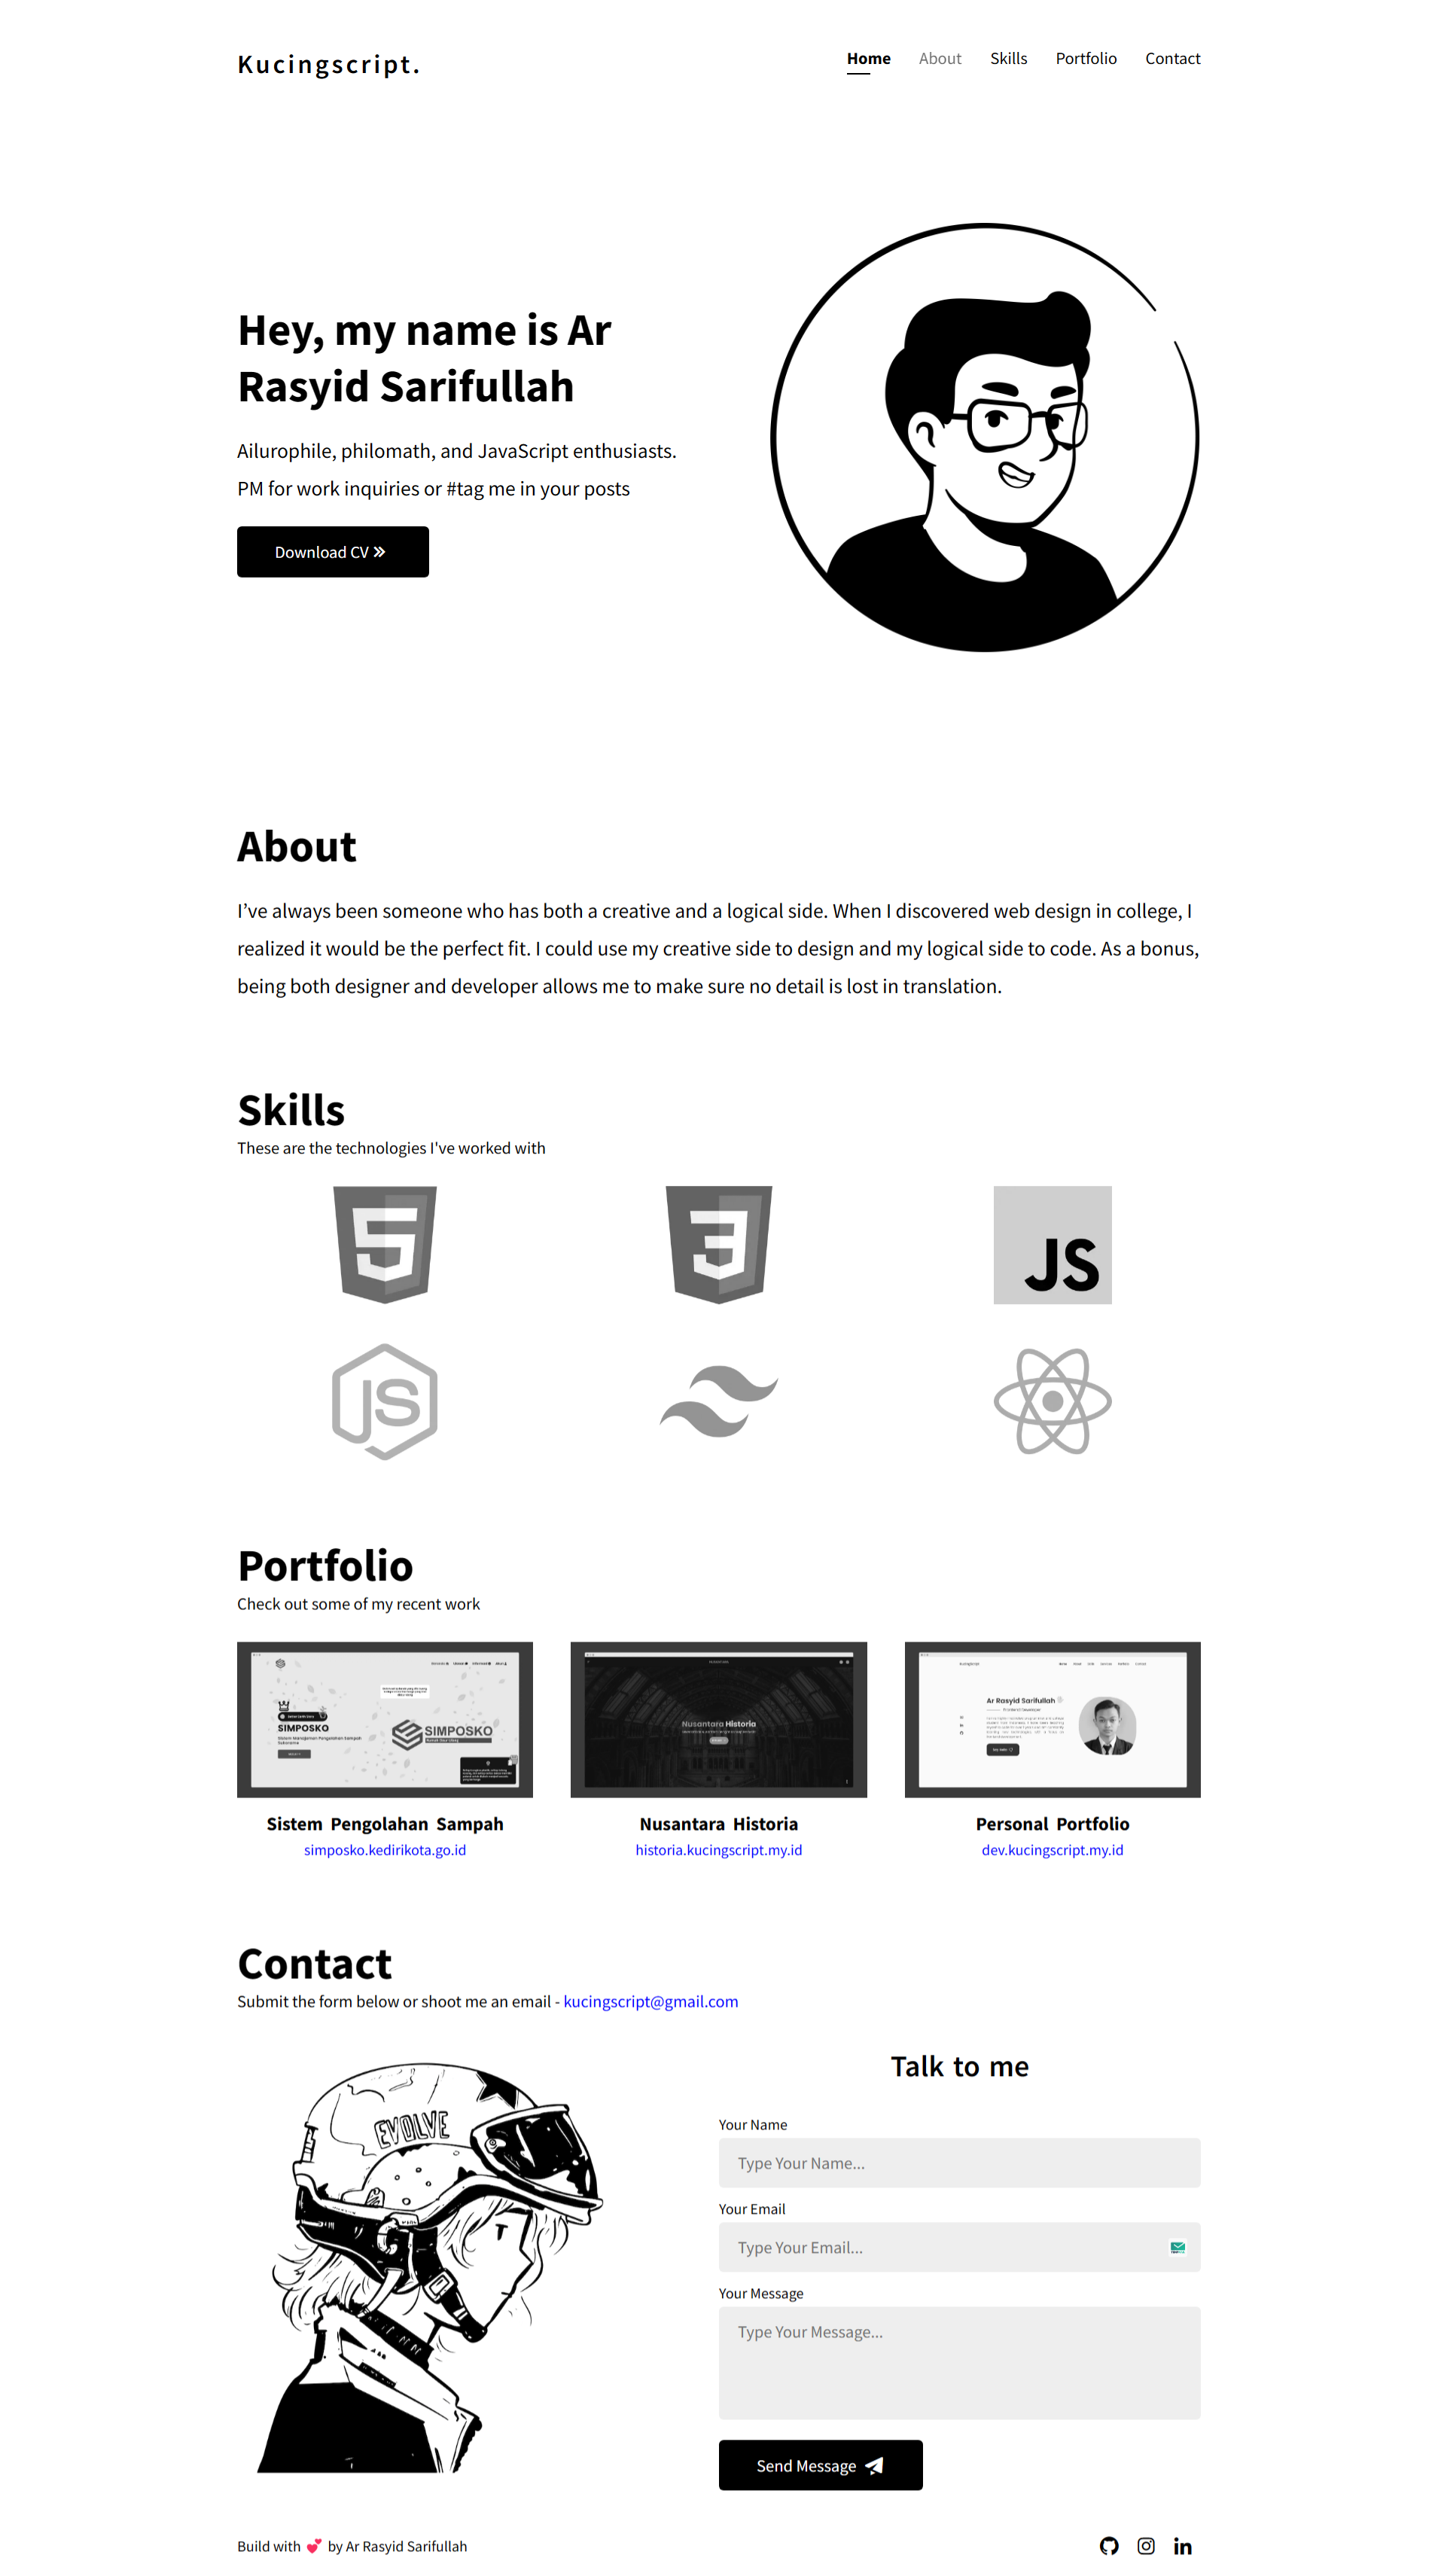 Kucingscript.
Home About Skills Portfolio Contact
Hey, my name is Ar
Rasyid Sarifullah
Ailurophile, philomath, and JavaScript enthusiasts.
PM for work inquiries or #tag me in your posts
Download CV
About
I've always been someone who has both a creative and a logical side. When I discovered web design in college, I
realized it would be the perfect fit. I could use my creative side to design and my logical side to code. As a bonus,
being both designer and developer allows me to make sure no detail is lost in translation.
Skills
These are the technologies I've worked with
5
3
JS
JS
Portfolio
Check out some of my recent work
SIMPOSKO
SIMPOSKO
Nusantara Historia
Ar Rasyid Sarifullah
Sistem Pengolahan Sampah
simposko.kedirikota.go.id
Nusantara Historia
historia.kucingscript.my.id
Personal Portfolio
dev.kucingscript.my.id
Contact
Submit the form below or shoot me an email - kucingscript@gmail.com
EVOLVE
Talk to me
Your Name
Type Your Name...
Your Email
Type Your Email...
Your Message
Type Your Message...
Send Message
Build with 💕 by Ar Rasyid Sarifullah
in